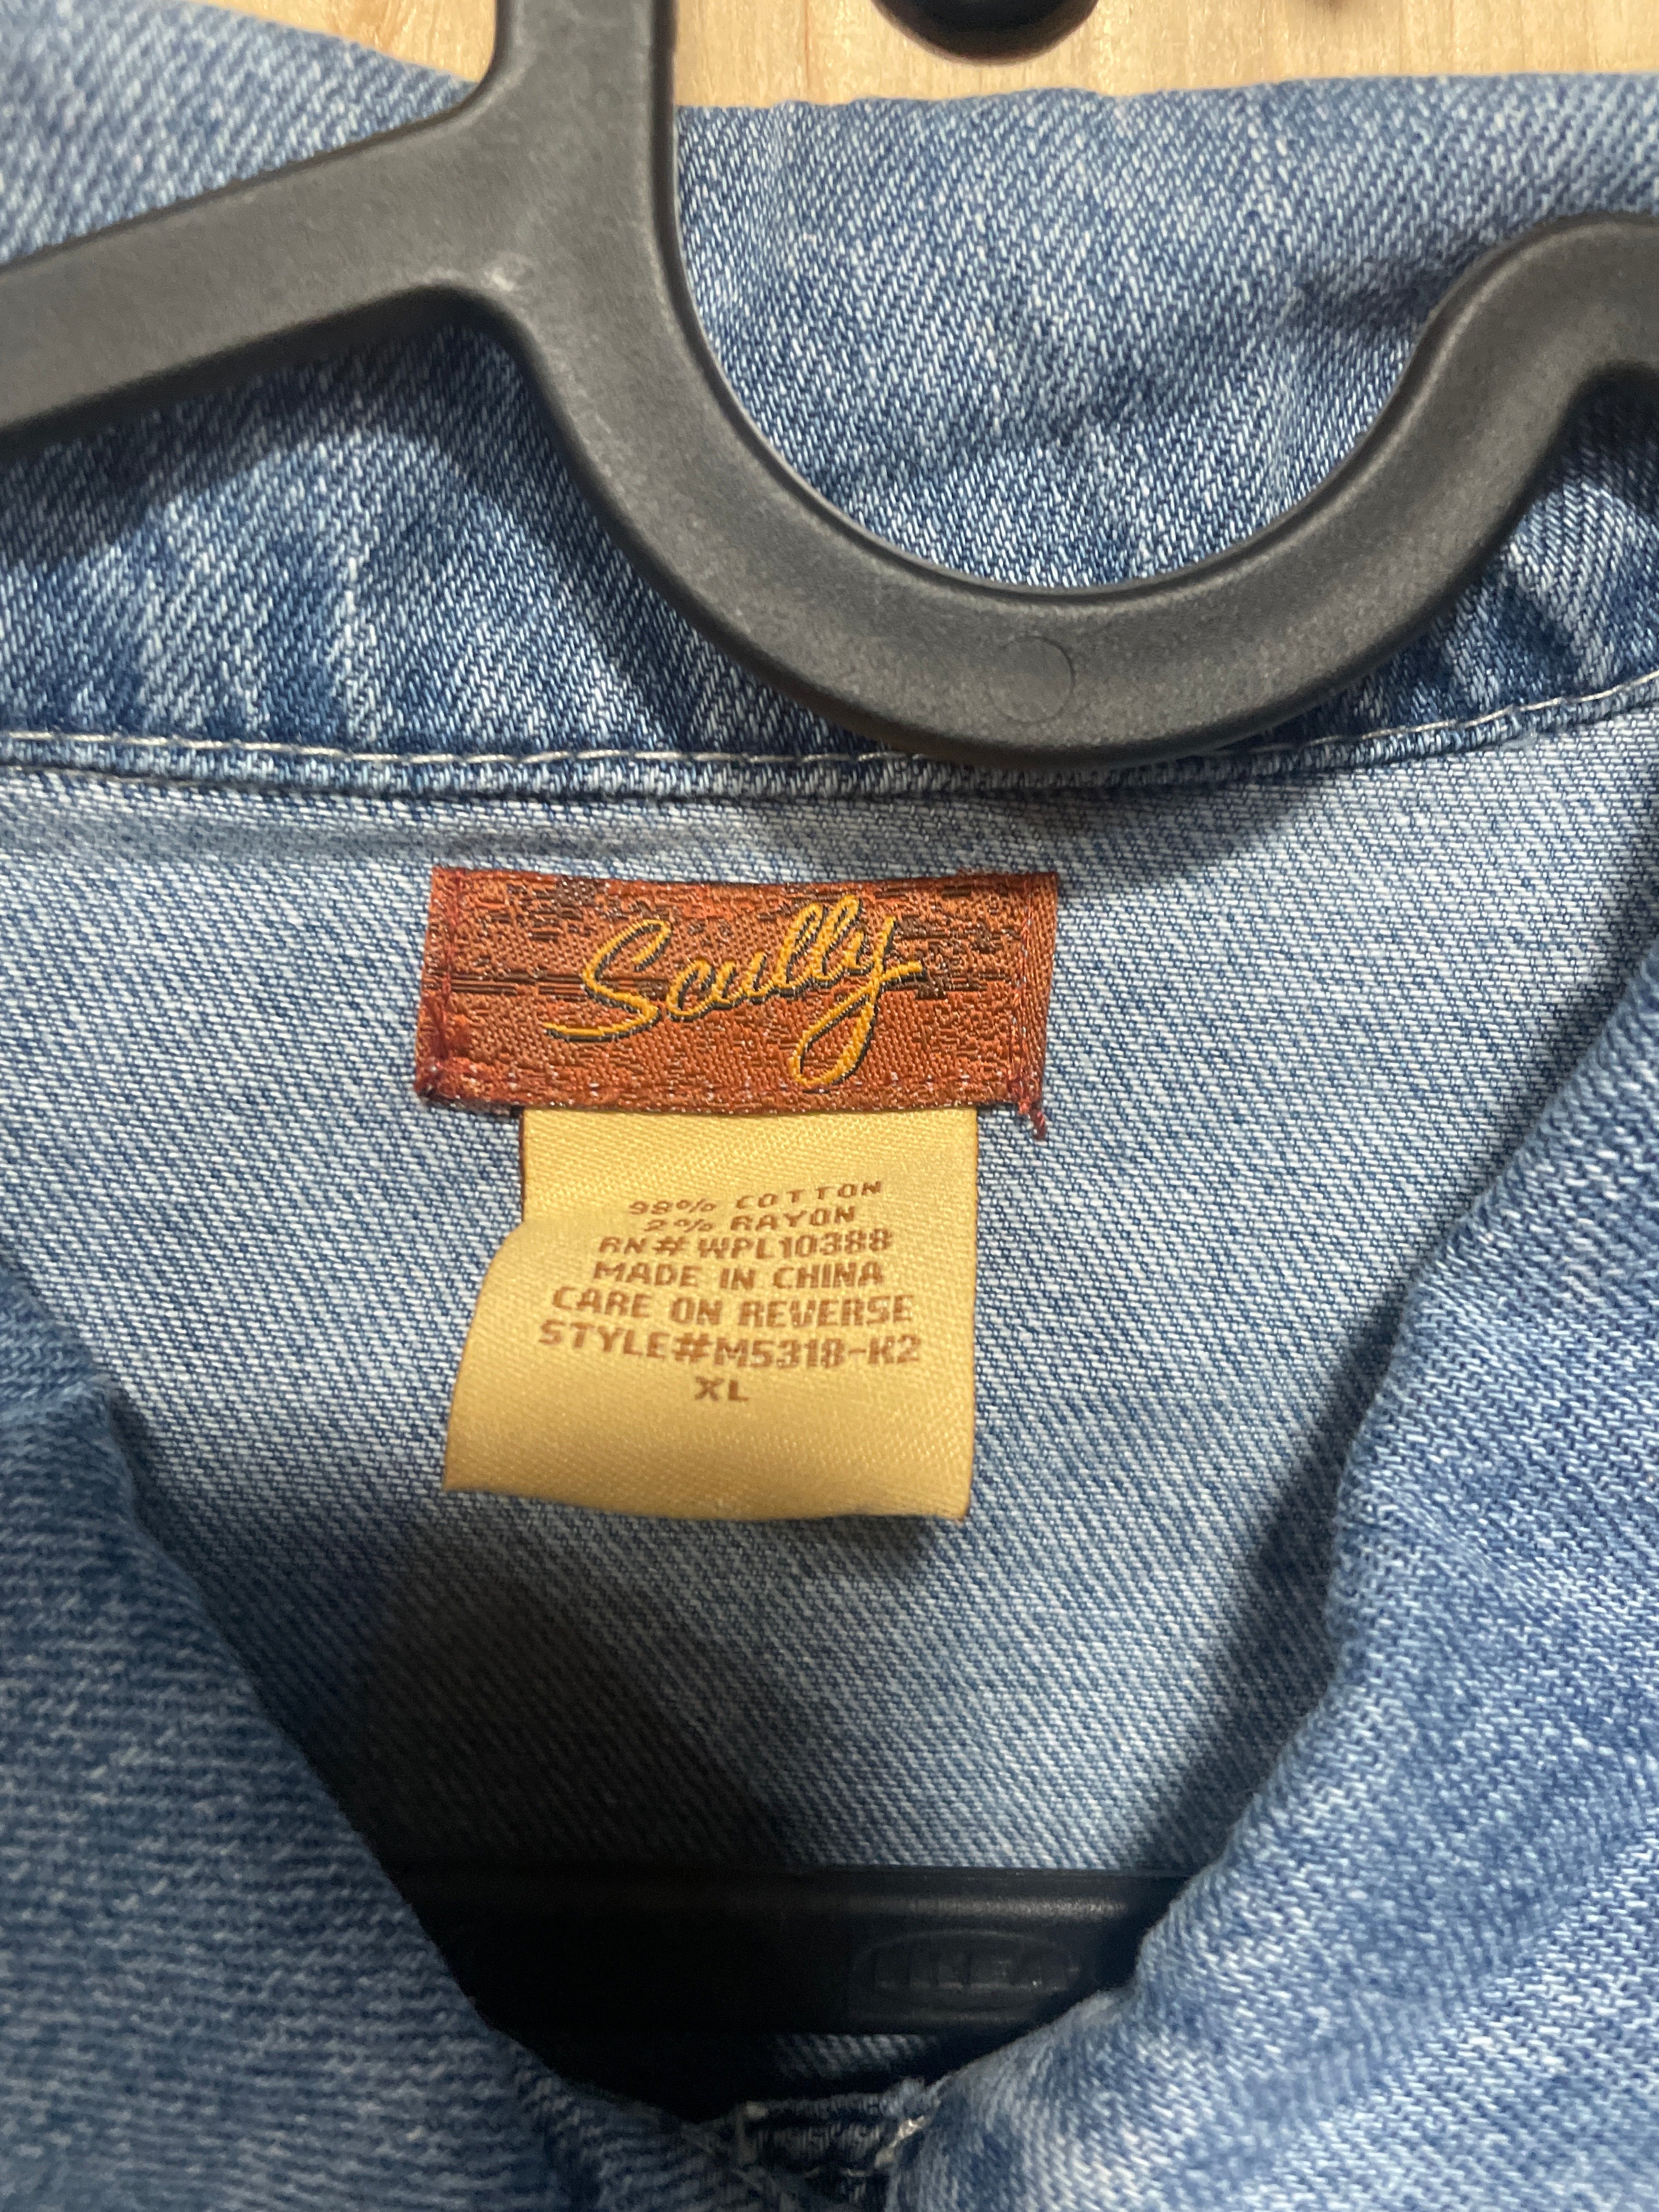 Scully
98% COTTON
2% RAYON
RN# WPL10388
MADE IN CHINA
CARE ON REVERSE
STYLE#M5318-K2
XL